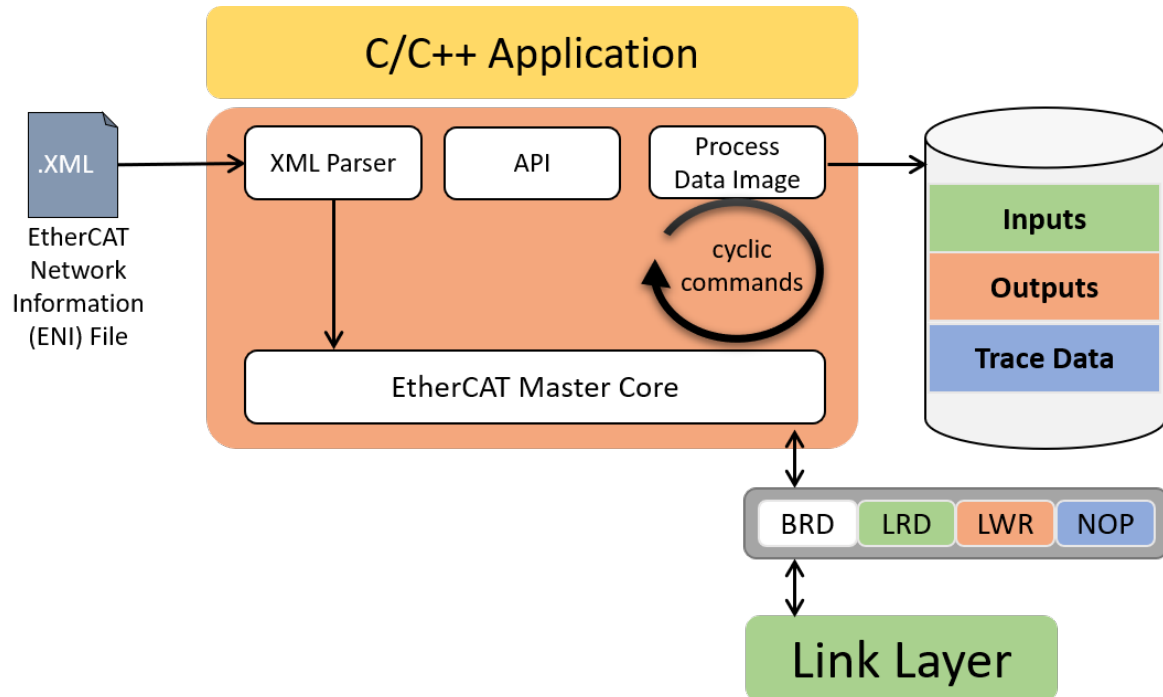 C/C++ Application
.XML
EtherCAT
Network
Information
(ENI) File
XML Parser
API
Process
Data Image
cyclic
commands
EtherCAT Master Core
Inputs
Outputs
Trace Data
BRD
LRD
LWR
NOP
Link Layer